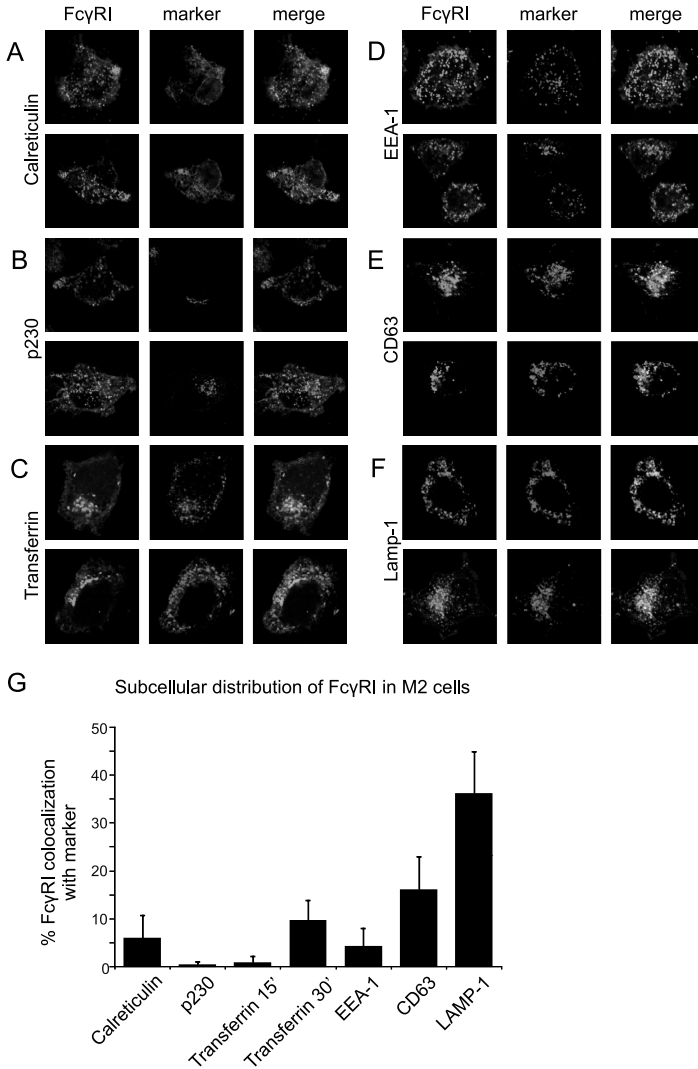 FcγRI marker merge FcγRI marker merge
A
Calreticulin
B
p230
C
Transferrin
D
EEA-1
E
CD63
F
Lamp-1
G
Subcellular distribution of FcγRI in M2 cells
% FcγRI colocalization
with marker
50
40
30
20
10
0
Calreticulin
p230
Transferrin 15'
Transferrin 30'
EEA-1
CD63
LAMP-1